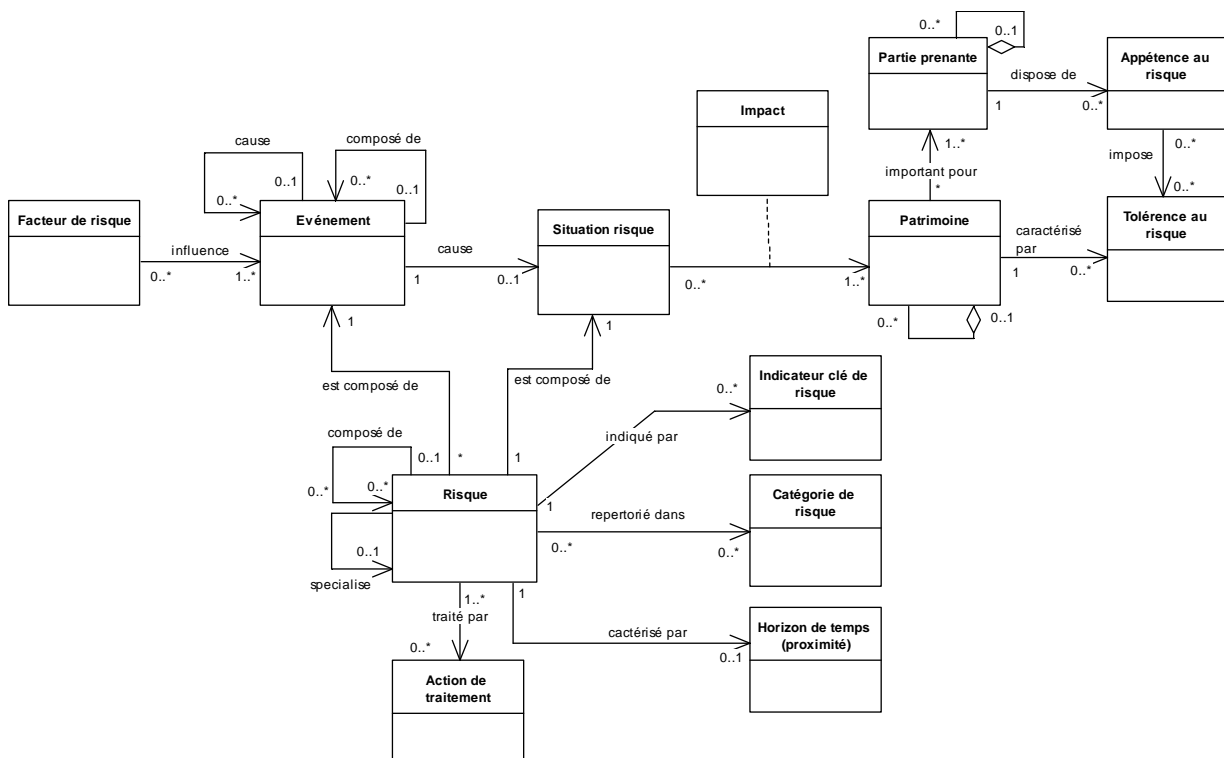 0..*
0..1
Partie prenante
Appétence au
risque
dispose de
1
0..*
Impact
cause
composé de
0..*
0..1
0..*
0..1
1..*
important pour
*
impose
0..*
0..*
Facteur de risque
Evénement
Situation risque
Patrimoine
Tolérence au
risque
influence
0..*
1..*
cause
1
0..1
0..*
1..*
caractérisé
par
1
0..*
0..*
0..1
1
1
est composé de
est composé de
Indicateur clé de
risque
0..*
indiqué par
composé de
0..1
*
1
0..*
0..*
Risque
1
Catégorie de
risque
repertorié dans
0..*
0..*
0..1
specialise
1..*
1
traité par
cactérisé par
0..1
Horizon de temps
(proximité)
0..*
Action de
traitement